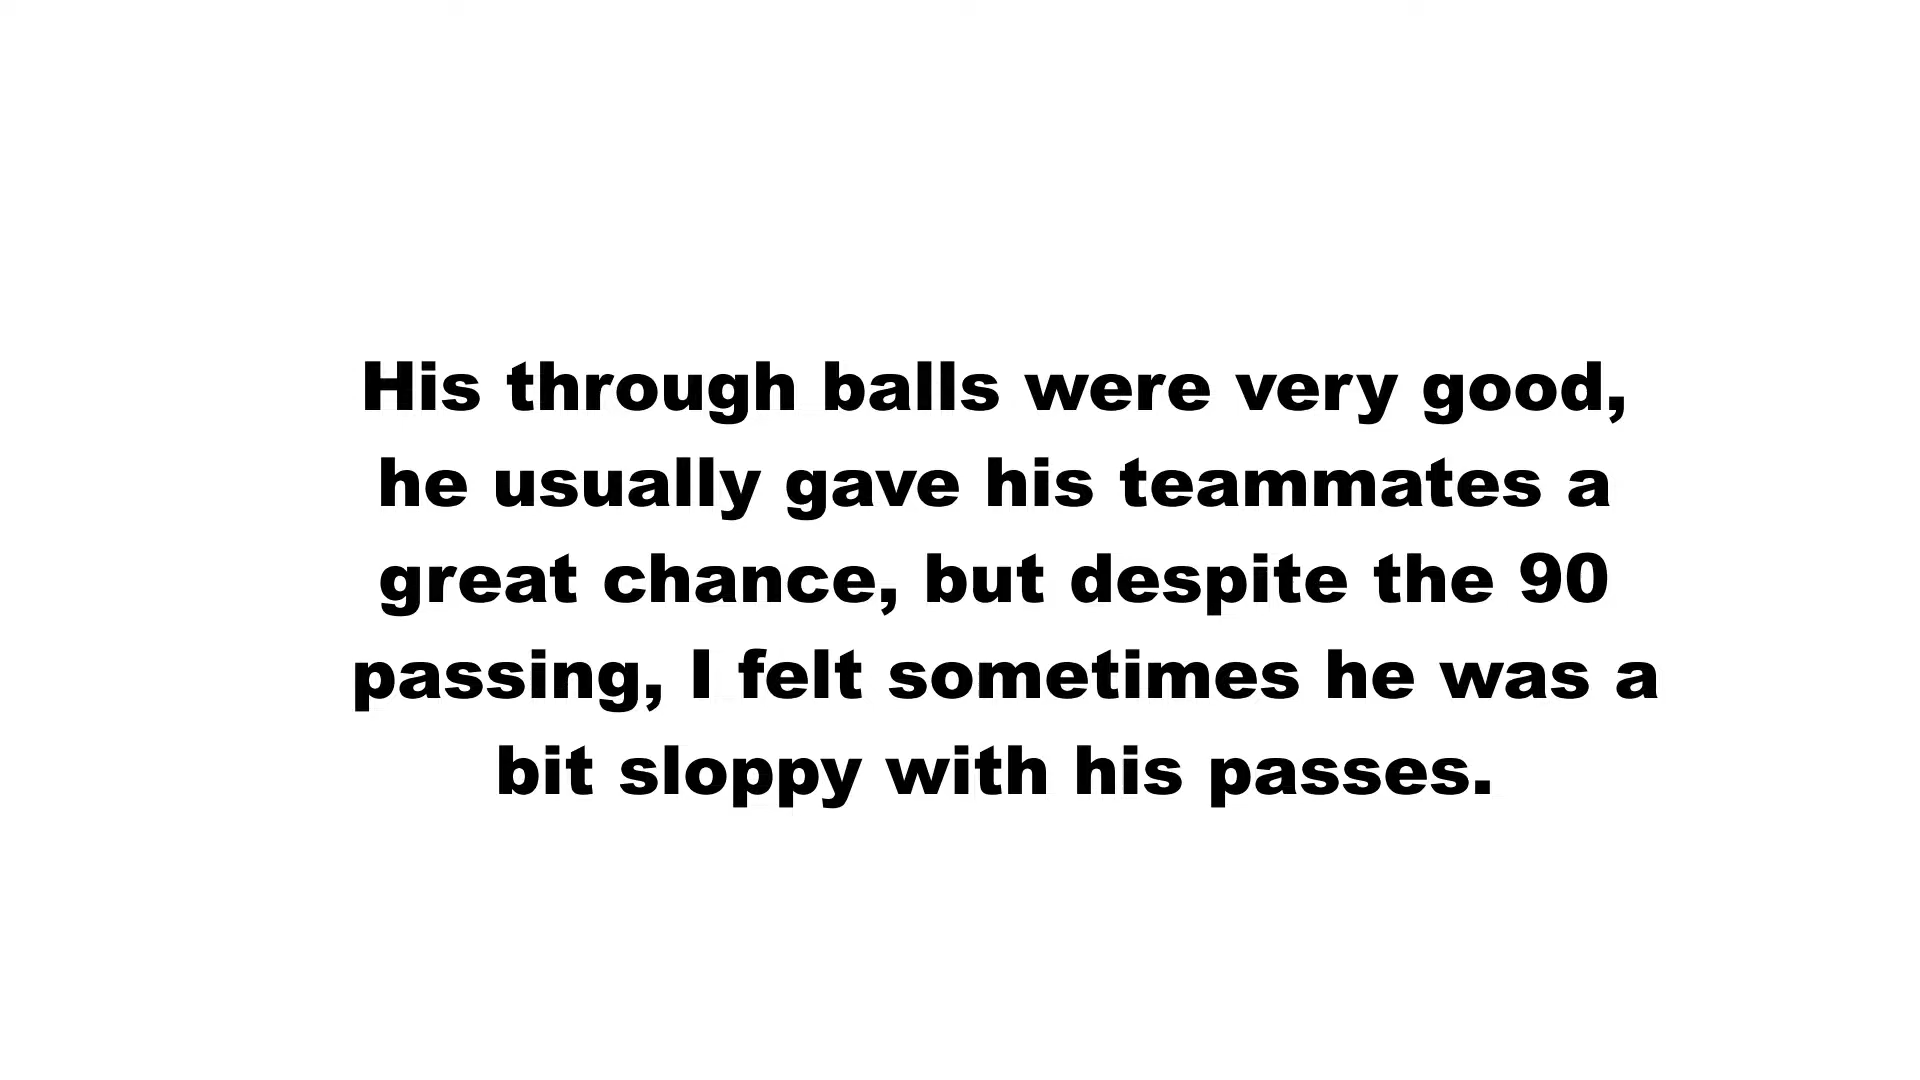 His through balls were very good,
he usually gave his teammates a
great chance, but despite the 90
passing, I felt sometimes he was a
bit sloppy with his passes.